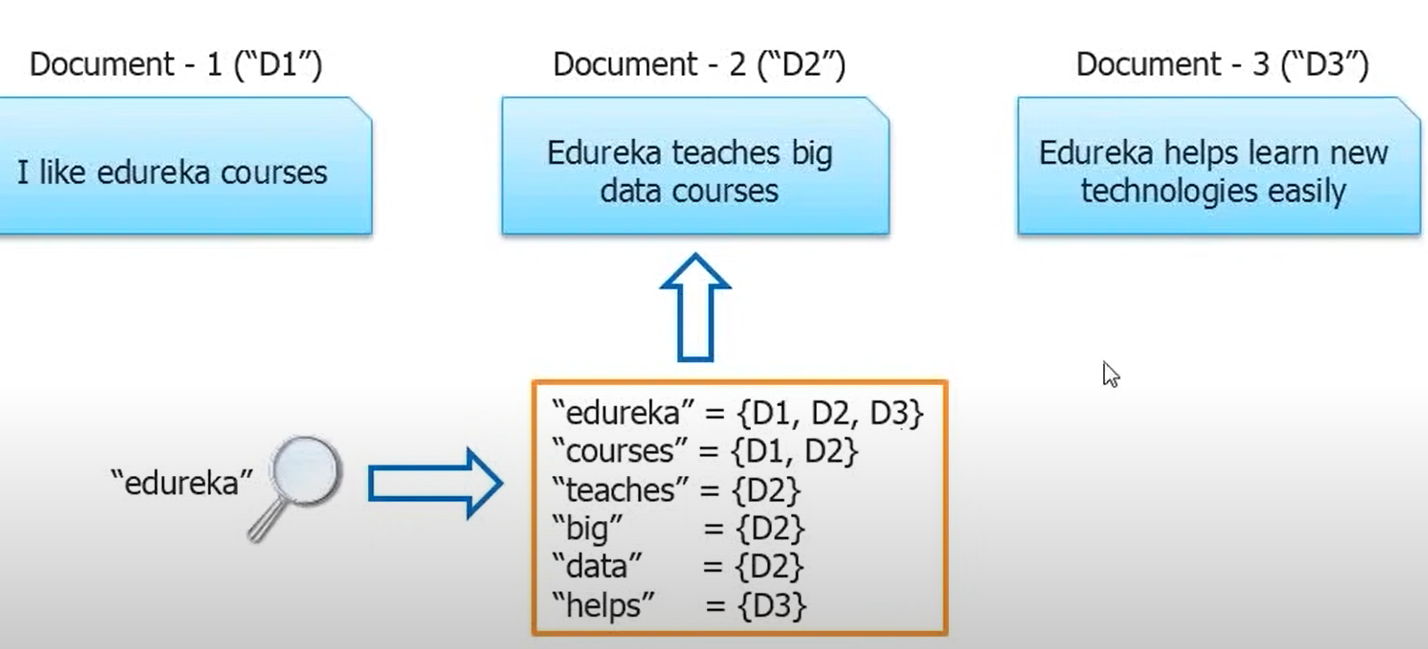 Document - 1 (“D1”)
Document - 2 (“D2”)
Document - 3 (“D3”)
I like edureka courses
Edureka teaches big
data courses
Edureka helps learn new
technologies easily
“edureka”
“edureka” = {D1, D2, D3}
“courses” = {D1, D2}
“teaches” = {D2}
“big” = {D2}
“data” = {D2}
“helps” = {D3}